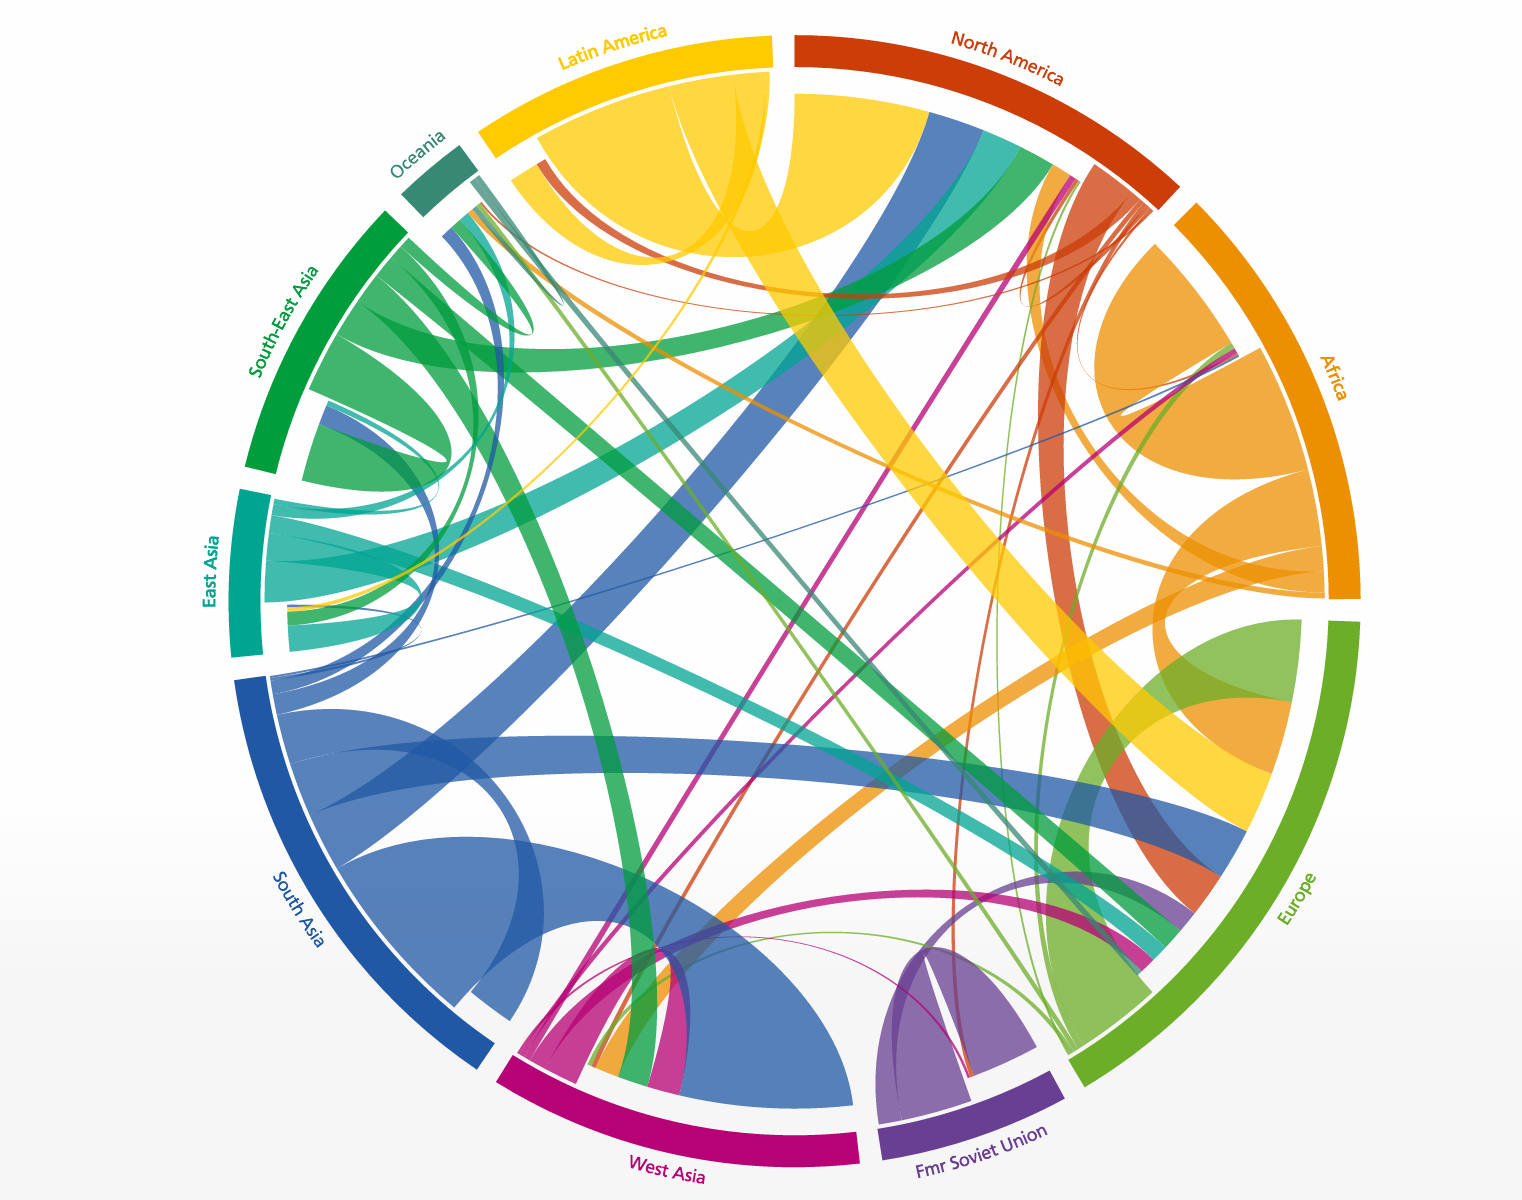 Latin America
North America
Oceania
South-East Asia
Africa
East Asia
Europe
South Asia
West Asia
Fmr Soviet Union